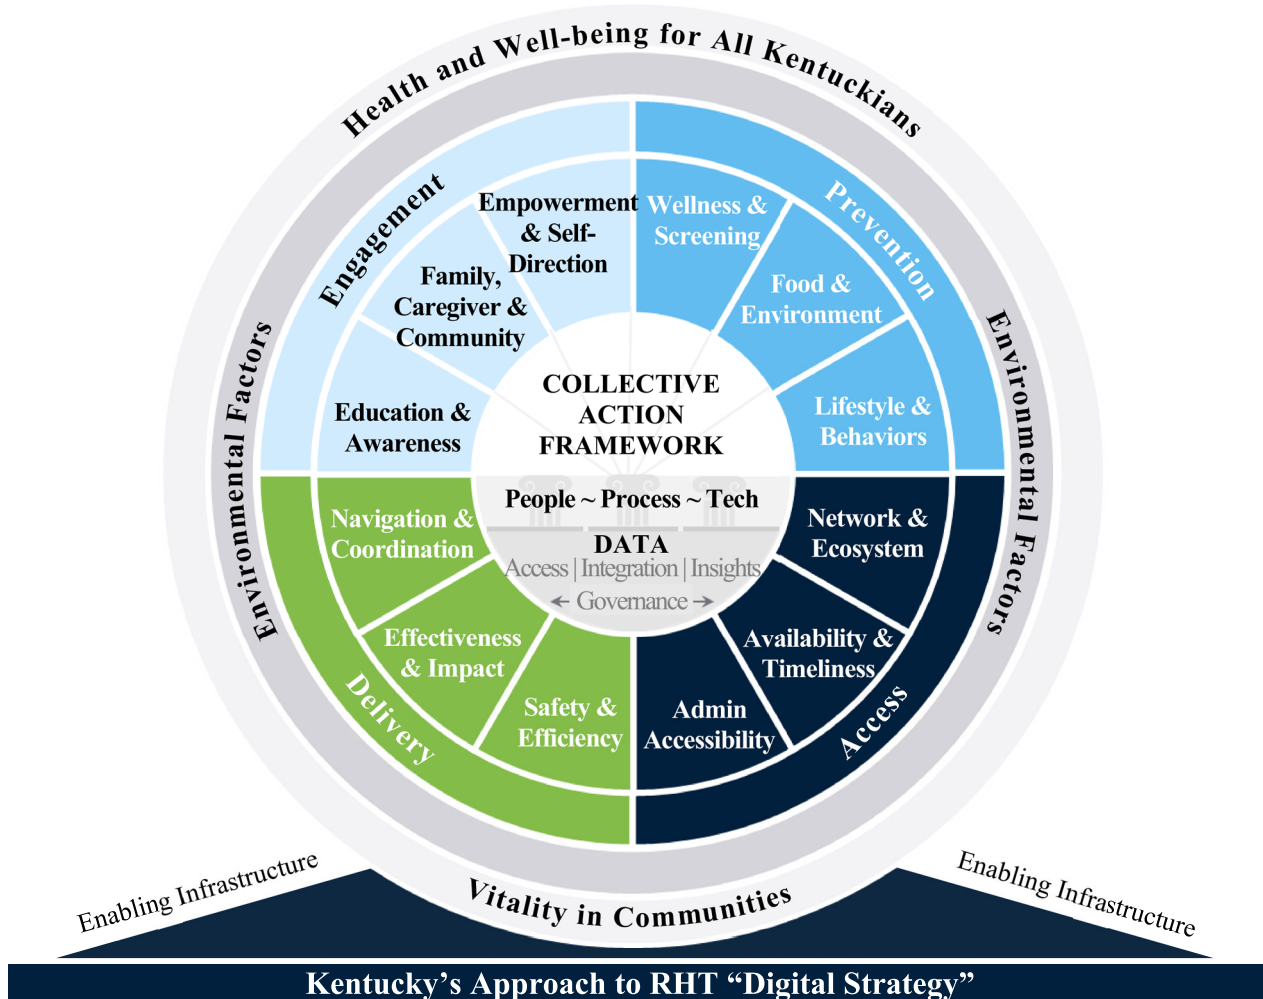 Health and Well-being for All Kentuckians
Environmental Factors
Environmental Factors
Engagement
Prevention
Empowerment
& Self-
Direction
Family,
Caregiver &
Community
Education &
Awareness
Wellness &
Screening
Food &
Environment
Lifestyle &
Behaviors
COLLECTIVE
ACTION
FRAMEWORK
People ~ Process ~ Tech
DATA
Access | Integration | Insights
← Governance →
Navigation &
Coordination
Effectiveness
& Impact
Safety &
Efficiency
Delivery
Network &
Ecosystem
Availability &
Timeliness
Admin
Accessibility
Access
Vitality in Communities
Enabling Infrastructure
Enabling Infrastructure
Kentucky’s Approach to RHT “Digital Strategy”